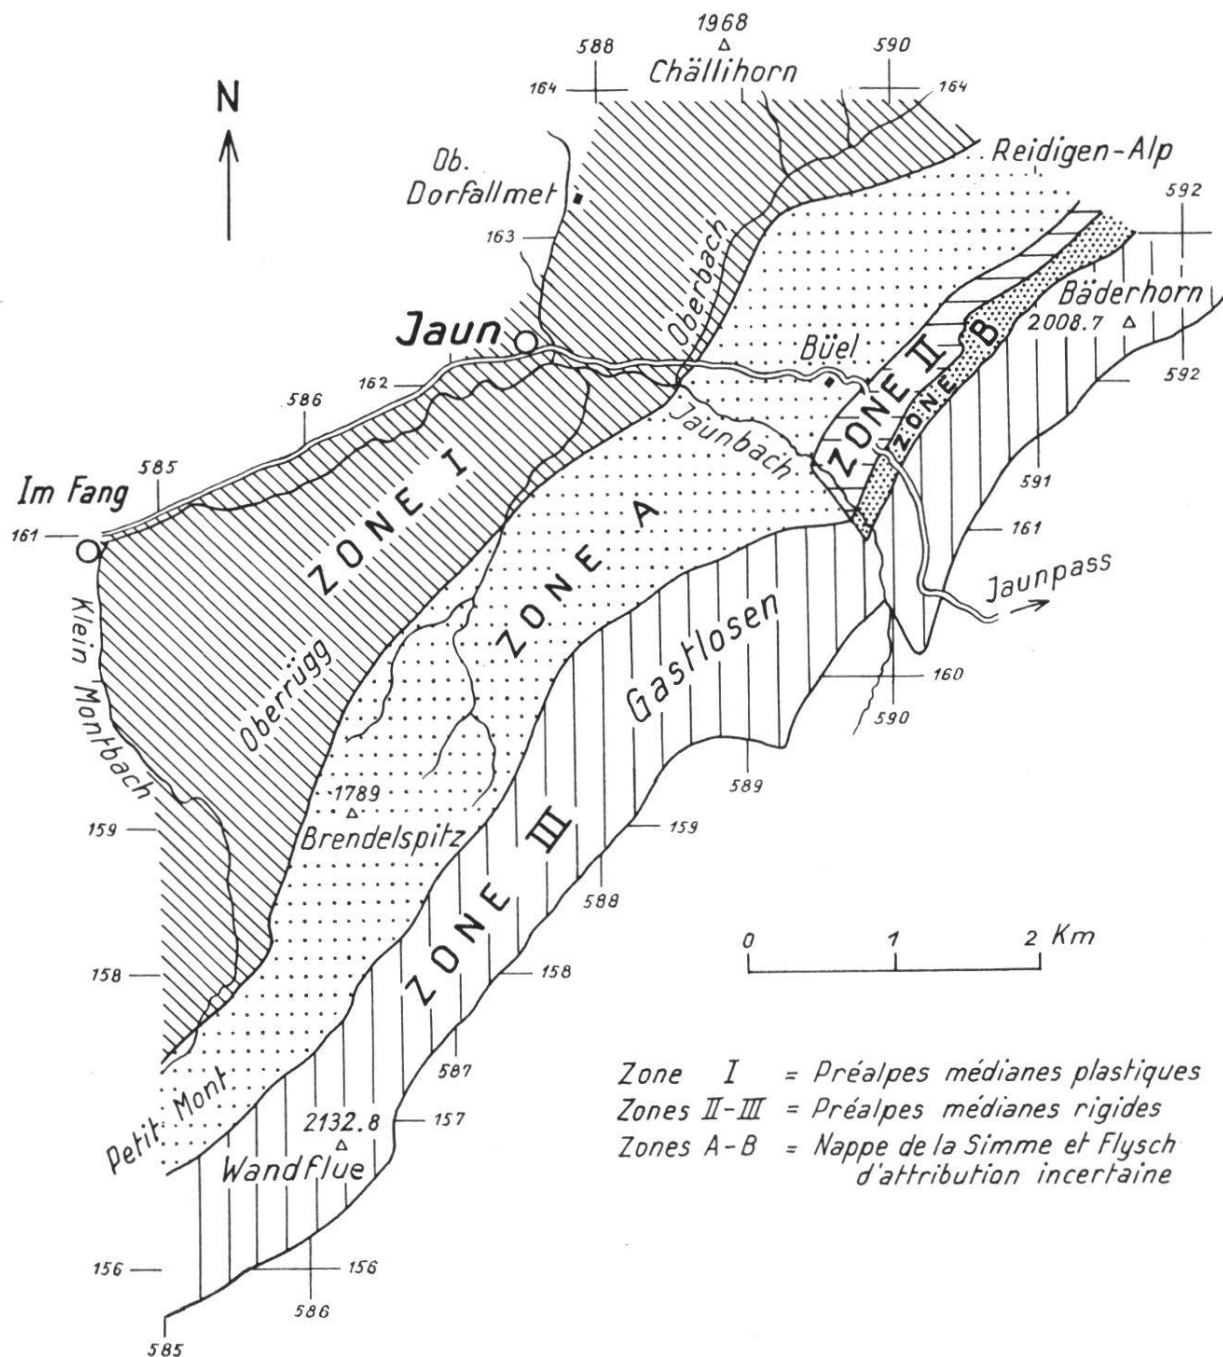 1968
588
590
Chällihorn
164
164
N
Ob.
Dorfallmet
Reidigen-Alp
592
163
Oberbach
Bäderhorn
2008.7
Jaun
Büel
162
592
586
ZONE II
ZONE B
Jaunbach
585
Im Fang
161
ZONE I
ZONE A
591
161
Jaunpass
Klein Montbach
Oberrügg
Gastlosen
160
590
589
1789
Brendelspitz
159
159
ZONE III
588
0 1 2 Km
158
158
587
Petit Mont
2132.8
Wandflue
157
Zone I = Préalpes médianes plastiques
Zones II-III = Préalpes médianes rigides
Zones A-B = Nappe de la Simme et Flysch
d'attribution incertaine
156
156
586
585